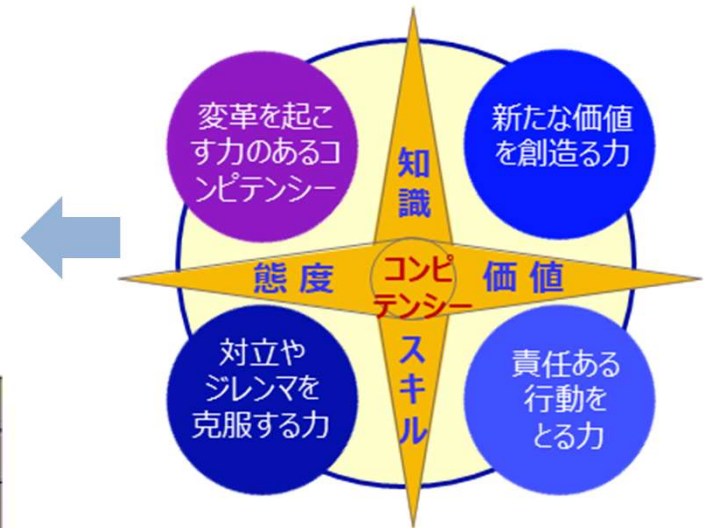 変革を起こ
す力のあるコ
ンピテンシー
新たな価値
を創造る力
知
識
態度
コンピ
テンシー
価値
ス
キ
ル
対立や
ジレンマを
克服する力
責任ある
行動を
とる力